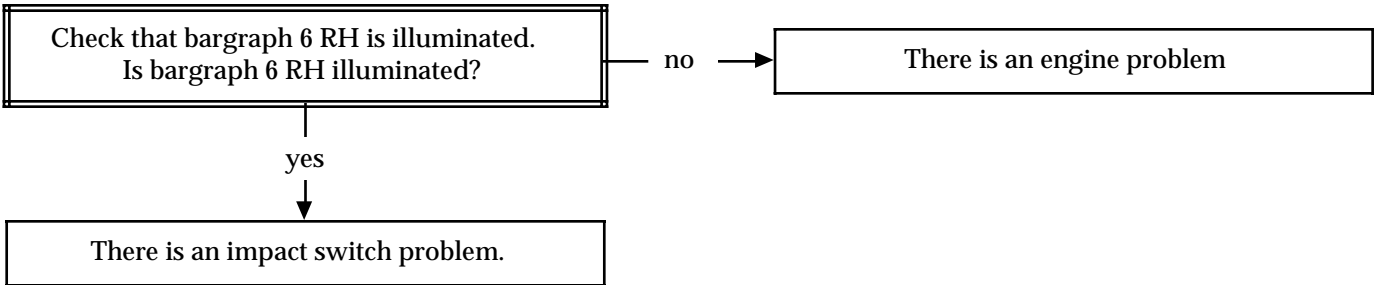 Check that bargraph 6 RH is illuminated.
Is bargraph 6 RH illuminated?
no
There is an engine problem
yes
There is an impact switch problem.